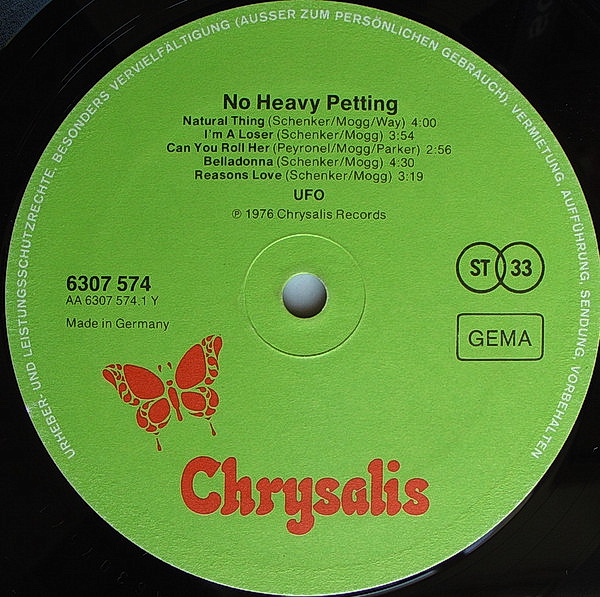 URHEBER- UND LEISTUNGSSCHUTZRECHTE, BESONDERS VERVIELFÄLTIGUNG (AUSSER ZUM PERSÖNLICHEN GEBRAUCH), VERMIETUNG, AUFFÜHRUNG, SENDUNG, VORBEHALTEN
No Heavy Petting
Natural Thing (Schenker/Mogg/Way) 4:00
I'm A Loser (Schenker/Mogg) 3:54
Can You Roll Her (Peyronel/Mogg/Parker) 2:56
Belladonna (Schenker/Mogg) 4:30
Reasons Love (Schenker/Mogg) 3:19
UFO
℗ 1976 Chrysalis Records
6307 574
AA 6307 574.1 Y
Made in Germany
ST 33
GEMA
Chrysalis